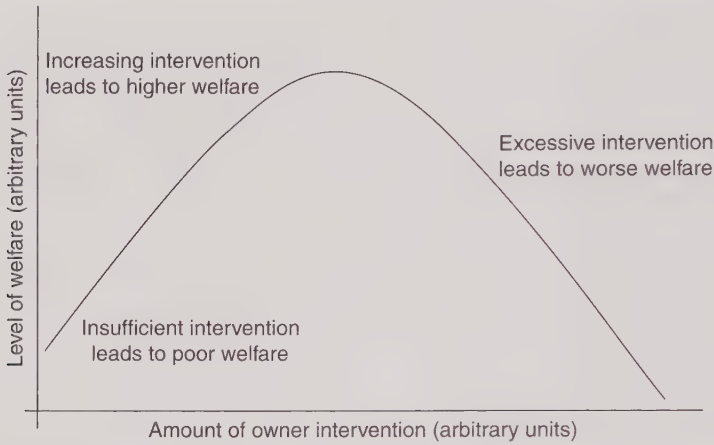 Increasing intervention
leads to higher welfare
Excessive intervention
leads to worse welfare
Insufficient intervention
leads to poor welfare
Level of welfare (arbitrary units)
Amount of owner intervention (arbitrary units)